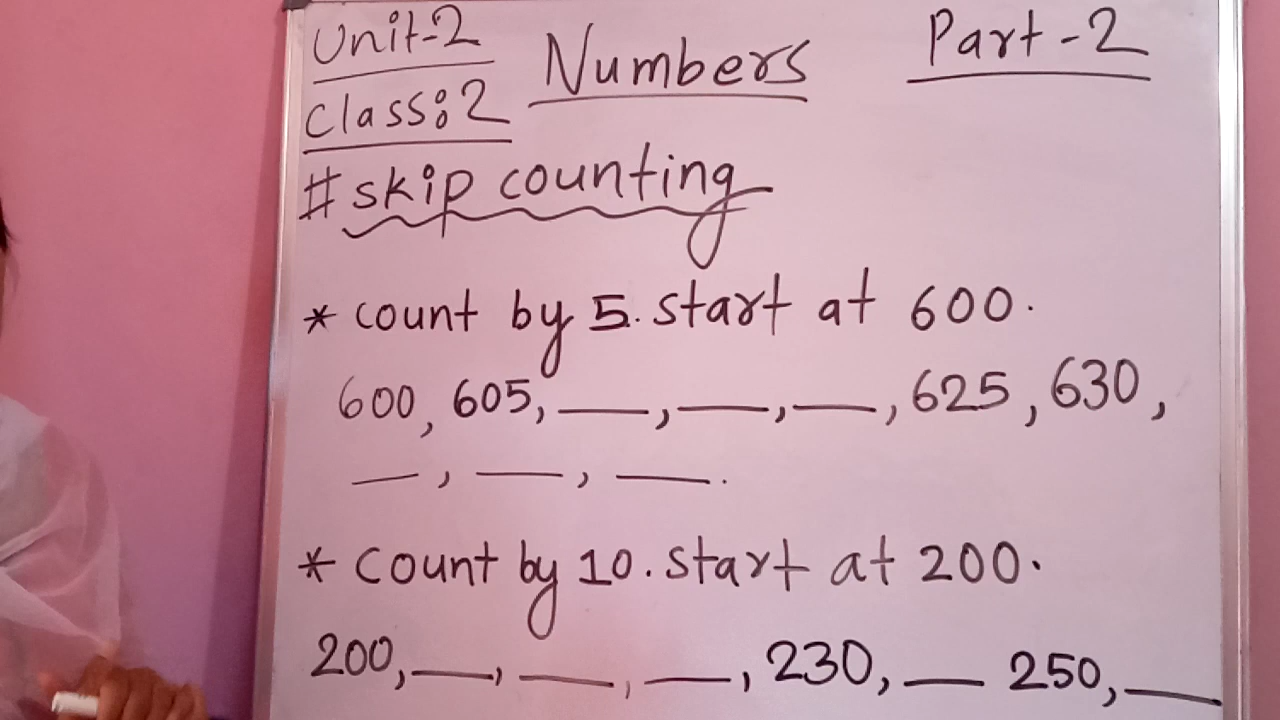 Unit-2 Numbers Part-2
Class:2
# skip counting
* count by 5. start at 600.
600, 605, ___, ___, ___, 625, 630,
___, ___, ___.
* count by 10. start at 200.
200, ___, ___, ___, 230, ___ 250, ___